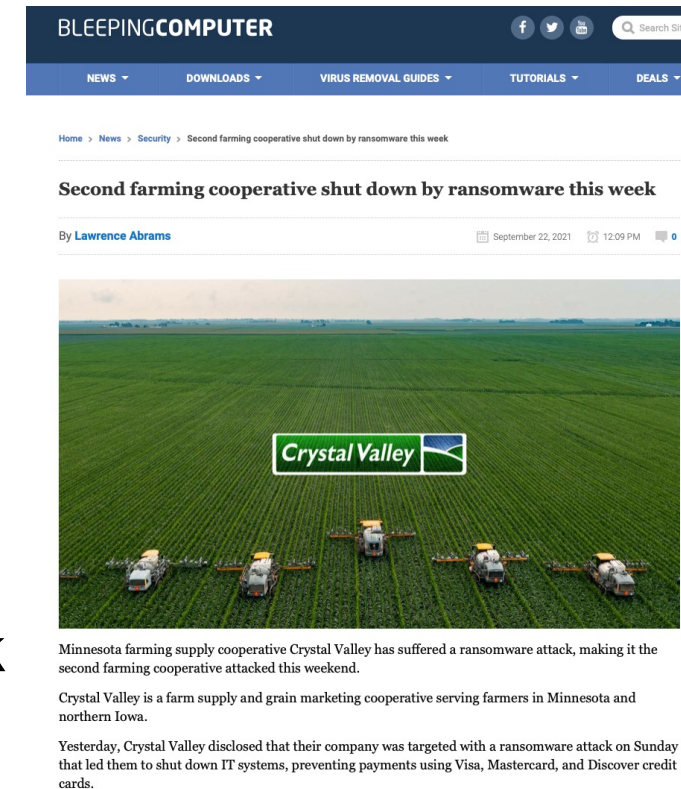 BLEEPINGCOMPUTER
Search Sit
NEWS
DOWNLOADS
VIRUS REMOVAL GUIDES
TUTORIALS
DEALS
Home > News > Security > Second farming cooperative shut down by ransomware this week
Second farming cooperative shut down by ransomware this week
By Lawrence Abrams
September 22, 2021
12:09 PM
0
Crystal Valley
Minnesota farming supply cooperative Crystal Valley has suffered a ransomware attack, making it the
second farming cooperative attacked this weekend.
Crystal Valley is a farm supply and grain marketing cooperative serving farmers in Minnesota and
northern Iowa.
Yesterday, Crystal Valley disclosed that their company was targeted with a ransomware attack on Sunday
that led them to shut down IT systems, preventing payments using Visa, Mastercard, and Discover credit
cards.